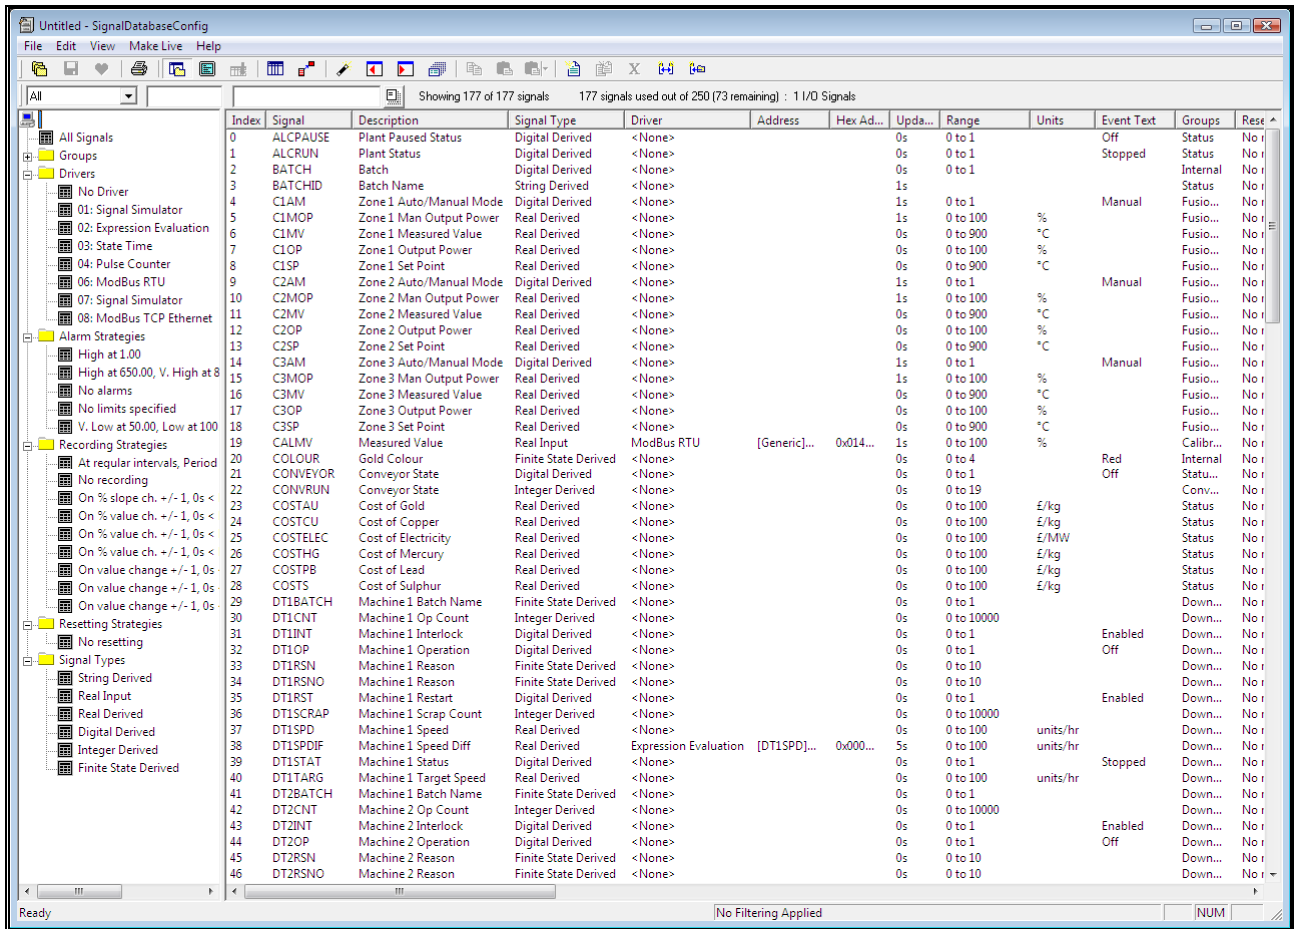 Untitled - SignalDatabaseConfig
File Edit View Make Live Help
All Showing 177 of 177 signals 177 signals used out of 250 (73 remaining) : 1 I/O Signals
All Signals
Groups
Drivers
No Driver
01: Signal Simulator
02: Expression Evaluation
03: State Time
04: Pulse Counter
06: ModBus RTU
07: Signal Simulator
08: ModBus TCP Ethernet
Alarm Strategies
High at 1.00
High at 650.00, V. High at 8
No alarms
No limits specified
V. Low at 50.00, Low at 100
Recording Strategies
At regular intervals, Period
No recording
On % slope ch. +/- 1, 0s <
On % value ch. +/- 1, 0s <
On % value ch. +/- 1, 0s <
On % value ch. +/- 1, 0s <
On value change +/- 1, 0s
On value change +/- 1, 0s
On value change +/- 1, 0s
Resetting Strategies
No resetting
Signal Types
String Derived
Real Input
Real Derived
Digital Derived
Integer Derived
Finite State Derived
Index Signal Description Signal Type Driver Address Hex Ad... Upda... Range Units Event Text Groups Rese
0 ALCPAUSE Plant Paused Status Digital Derived <None> 0s 0 to 1 Off Status No r
1 ALCRUN Plant Status Digital Derived <None> 0s 0 to 1 Stopped Status No r
2 BATCH Batch Digital Derived <None> 0s 0 to 1 Internal No r
3 BATCHID Batch Name String Derived <None> 1s Status No r
4 C1AM Zone 1 Auto/Manual Mode Digital Derived <None> 1s 0 to 1 Manual Fusio... No r
5 C1MOP Zone 1 Man Output Power Real Derived <None> 1s 0 to 100 % Fusio... No r
6 C1MV Zone 1 Measured Value Real Derived <None> 0s 0 to 900 °C Fusio... No r
7 C1OP Zone 1 Output Power Real Derived <None> 0s 0 to 100 % Fusio... No r
8 C1SP Zone 1 Set Point Real Derived <None> 0s 0 to 900 °C Fusio... No r
9 C2AM Zone 2 Auto/Manual Mode Digital Derived <None> 1s 0 to 1 Manual Fusio... No r
10 C2MOP Zone 2 Man Output Power Real Derived <None> 1s 0 to 100 % Fusio... No r
11 C2MV Zone 2 Measured Value Real Derived <None> 0s 0 to 900 °C Fusio... No r
12 C2OP Zone 2 Output Power Real Derived <None> 0s 0 to 100 % Fusio... No r
13 C2SP Zone 2 Set Point Real Derived <None> 0s 0 to 900 °C Fusio... No r
14 C3AM Zone 3 Auto/Manual Mode Digital Derived <None> 1s 0 to 1 Manual Fusio... No r
15 C3MOP Zone 3 Man Output Power Real Derived <None> 1s 0 to 100 % Fusio... No r
16 C3MV Zone 3 Measured Value Real Derived <None> 0s 0 to 900 °C Fusio... No r
17 C3OP Zone 3 Output Power Real Derived <None> 0s 0 to 100 % Fusio... No r
18 C3SP Zone 3 Set Point Real Derived <None> 0s 0 to 900 °C Fusio... No r
19 CALMV Measured Value Real Input ModBus RTU [Generic]... 0x014... 1s 0 to 100 % Calibr... No r
20 COLOUR Gold Colour Finite State Derived <None> 0s 0 to 4 Red Internal No r
21 CONVEYOR Conveyor State Digital Derived <None> 0s 0 to 1 Off Statu... No r
22 CONVRUN Conveyor State Integer Derived <None> 0s 0 to 19 Conv... No r
23 COSTAU Cost of Gold Real Derived <None> 0s 0 to 100 £/kg Status No r
24 COSTCU Cost of Copper Real Derived <None> 0s 0 to 100 £/kg Status No r
25 COSTELEC Cost of Electricity Real Derived <None> 0s 0 to 100 £/MW Status No r
26 COSTHG Cost of Mercury Real Derived <None> 0s 0 to 100 £/kg Status No r
27 COSTPB Cost of Lead Real Derived <None> 0s 0 to 100 £/kg Status No r
28 COSTS Cost of Sulphur Real Derived <None> 0s 0 to 100 £/kg Status No r
29 DT1BATCH Machine 1 Batch Name Finite State Derived <None> 0s 0 to 1 Down... No r
30 DT1CNT Machine 1 Op Count Integer Derived <None> 0s 0 to 10000 Down... No r
31 DT1INT Machine 1 Interlock Digital Derived <None> 0s 0 to 1 Enabled Down... No r
32 DT1OP Machine 1 Operation Digital Derived <None> 0s 0 to 1 Off Down... No r
33 DT1RSN Machine 1 Reason Finite State Derived <None> 0s 0 to 10 Down... No r
34 DT1RSNO Machine 1 Reason Finite State Derived <None> 0s 0 to 10 Down... No r
35 DT1RST Machine 1 Restart Digital Derived <None> 0s 0 to 1 Enabled Down... No r
36 DT1SCRAP Machine 1 Scrap Count Integer Derived <None> 0s 0 to 10000 Down... No r
37 DT1SPD Machine 1 Speed Real Derived <None> 0s 0 to 100 units/hr Down... No r
38 DT1SPDIF Machine 1 Speed Diff Real Derived Expression Evaluation [DT1SPD]... 0x000... 5s 0 to 100 units/hr Down... No r
39 DT1STAT Machine 1 Status Digital Derived <None> 0s 0 to 1 Stopped Down... No r
40 DT1TARG Machine 1 Target Speed Real Derived <None> 0s 0 to 100 units/hr Down... No r
41 DT2BATCH Machine 1 Batch Name Finite State Derived <None> 0s 0 to 1 Down... No r
42 DT2CNT Machine 2 Op Count Integer Derived <None> 0s 0 to 10000 Down... No r
43 DT2INT Machine 2 Interlock Digital Derived <None> 0s 0 to 1 Enabled Down... No r
44 DT2OP Machine 2 Operation Digital Derived <None> 0s 0 to 1 Off Down... No r
45 DT2RSN Machine 2 Reason Finite State Derived <None> 0s 0 to 10 Down... No r
46 DT2RSNO Machine 2 Reason Finite State Derived <None> 0s 0 to 10 Down... No r
Ready No Filtering Applied NUM